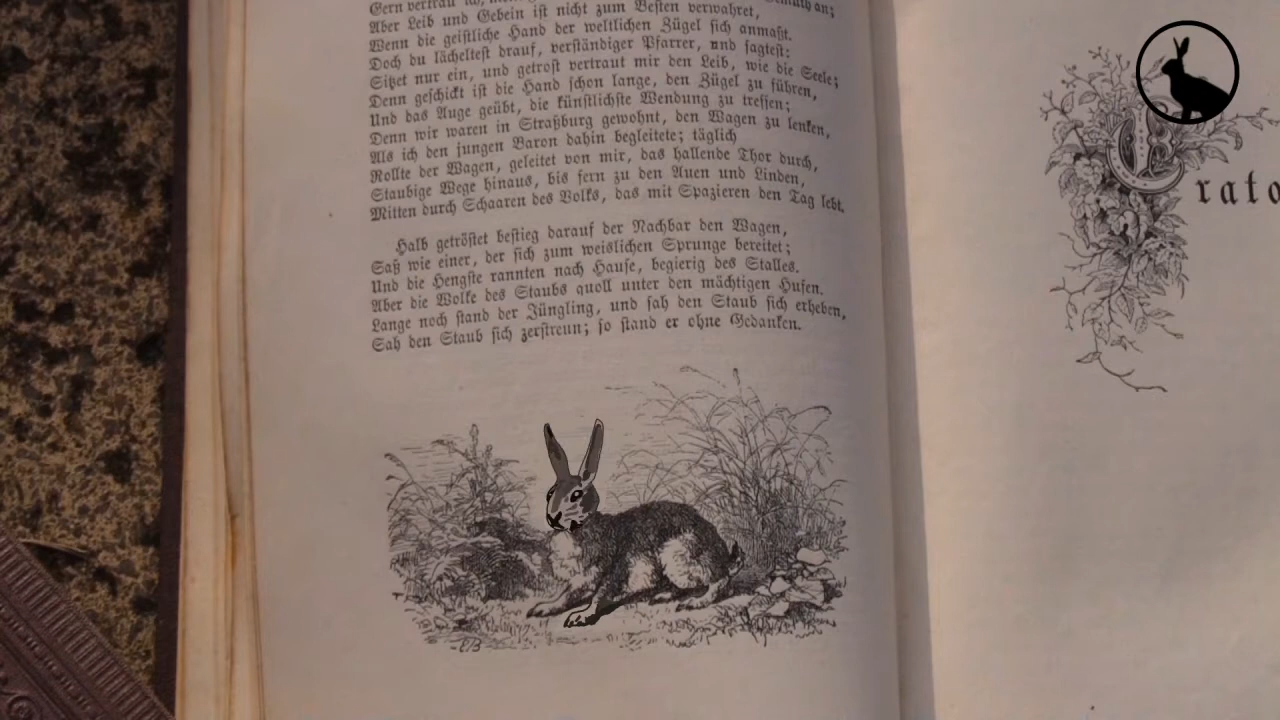 Gern vertrau' ich, mein
Aber Leib und Gebein ist nicht zum Besten verwahret,
Wenn die geistliche Hand der weltlichen Zügel sich anmaßt.
Doch du lächeltest drauf, verständiger Pfarrer, und sagtest:
Sitzet nur ein, und getrost vertraut mir den Leib, wie die Seele;
Denn geschickt ist die Hand schon lange, den Zügel zu führen,
Und das Auge geübt, die künstlichste Wendung zu treffen;
Denn wir waren in Straßburg gewohnt, den Wagen zu lenken,
Als ich den jungen Baron dahin begleitete; täglich
Rollte der Wagen, geleitet von mir, das hallende Thor durch,
Staubige Wege hinaus, bis fern zu den Auen und Linden,
Mitten durch Schaaren des Volks, das mit Spazieren den Tag lebt.
Halb getröstet bestieg darauf der Nachbar den Wagen,
Saß wie einer, der sich zum weislichen Sprunge bereitet;
Und die Hengste rannten nach Hause, begierig des Stalles.
Aber die Wolke des Staubs quoll unter den mächtigen Hufen.
Lange noch stand der Jüngling, und sah den Staub sich erheben,
Sah den Staub sich zerstreun; so stand er ohne Gedanken.
rato